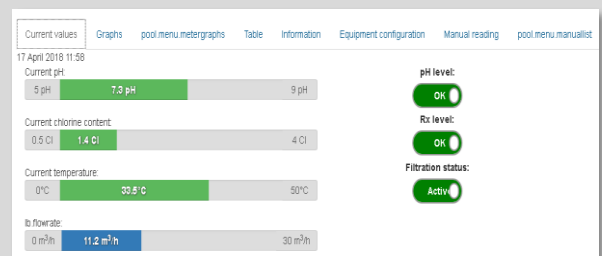 Current values Graphs pool.menu.metergraphs Table Information Equipment configuration Manual reading pool.menu.manuallist
17 April 2018 11:58
Current pH:
5 pH 7.3 pH 9 pH
Current chlorine content:
0.5 Cl 1.4 Cl 4 Cl
Current temperature:
0°C 33.5°C 50°C
lb flowrate:
0 m³/h 11.2 m³/h 30 m³/h
pH level:
OK
Rx level:
OK
Filtration status:
Active